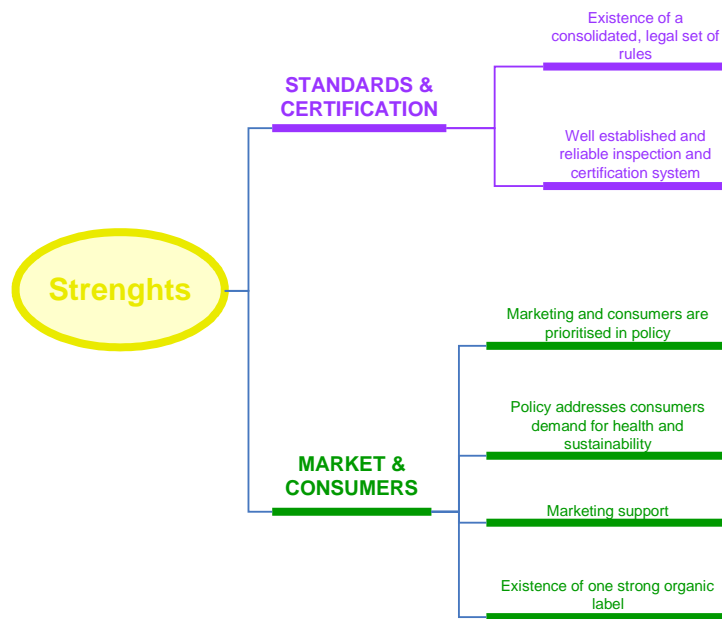 Strenghts
STANDARDS &
CERTIFICATION
Existence of a
consolidated, legal set of
rules
Well established and
reliable inspection and
certification system
MARKET &
CONSUMERS
Marketing and consumers are
prioritised in policy
Policy addresses consumers
demand for health and
sustainability
Marketing support
Existence of one strong organic
label